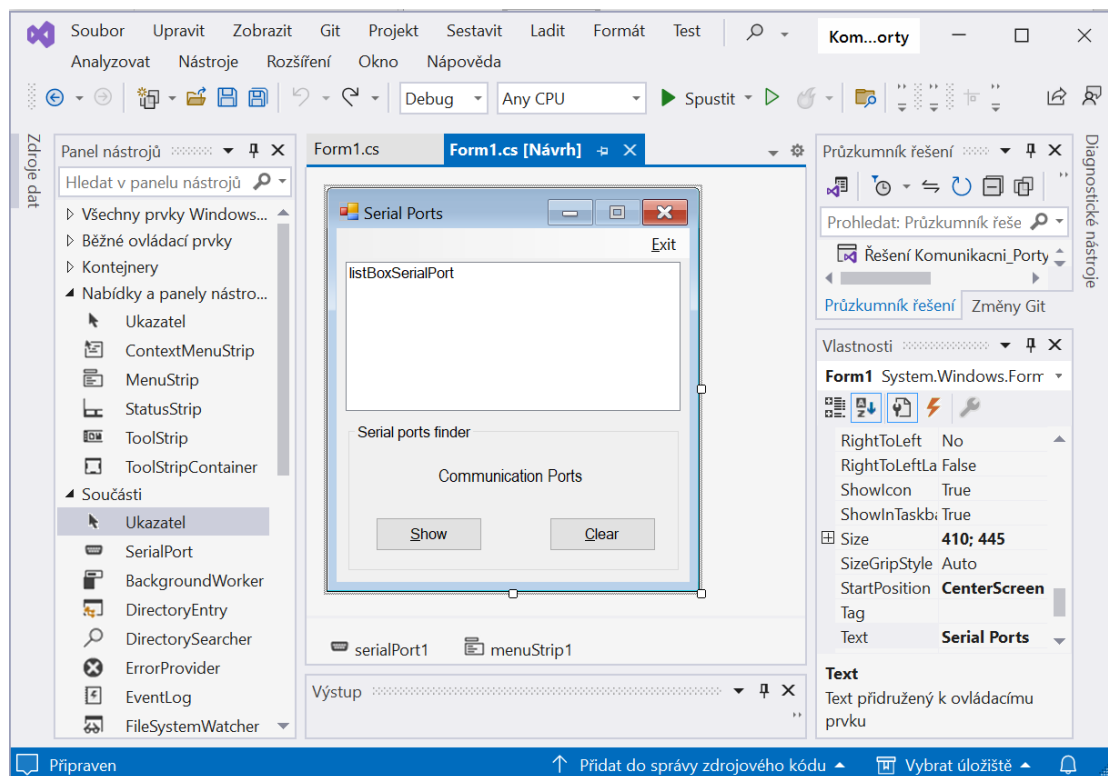 Soubor Upravit Zobrazit Git Projekt Sestavit Ladit Formát Test
Kom...orty
Analyzovat Nástroje Rozšíření Okno Nápověda
Debug Any CPU Spustit
Zdroje dat
Panel nástrojů
Hledat v panelu nástrojů
Všechny prvky Windows...
Běžné ovládací prvky
Kontejnery
Nabídky a panely nástro...
Ukazatel
ContextMenuStrip
MenuStrip
StatusStrip
ToolStrip
ToolStripContainer
Součásti
Ukazatel
SerialPort
BackgroundWorker
DirectoryEntry
DirectorySearcher
ErrorProvider
EventLog
FileSystemWatcher
Form1.cs Form1.cs [Návrh]
Serial Ports
Exit
listBoxSerialPort
Serial ports finder
Communication Ports
Show Clear
serialPort1 menuStrip1
Výstup
Průzkumník řešení
Prohledat: Průzkumník řeše
Řešení Komunikacni_Porty
Průzkumník řešení Změny Git
Vlastnosti
Form1 System.Windows.Form
RightToLeft No
RightToLeftLa False
ShowIcon True
ShowInTaskba True
Size 410; 445
SizeGripStyle Auto
StartPosition CenterScreen
Tag
Text Serial Ports
Text
Text přidružený k ovládacímu
prvku
Diagnostické nástroje
Připraven Přidat do správy zdrojového kódu Vybrat úložiště